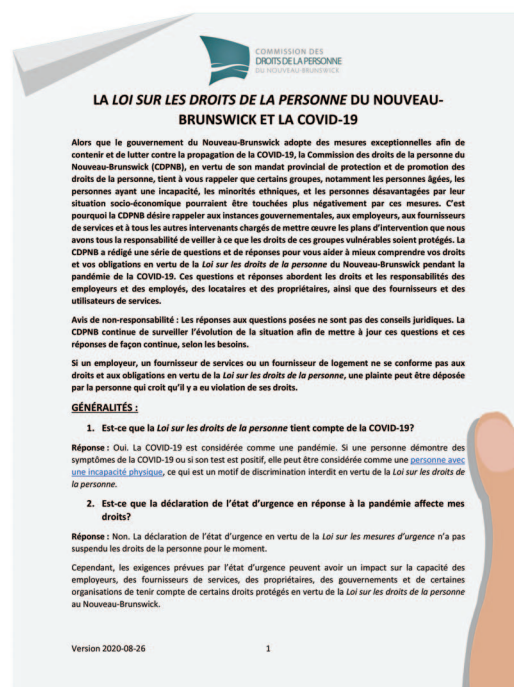 COMMISSION DES
DROITS DE LA PERSONNE
DU NOUVEAU-BRUNSWICK
LA LOI SUR LES DROITS DE LA PERSONNE DU NOUVEAU-
BRUNSWICK ET LA COVID-19
Alors que le gouvernement du Nouveau-Brunswick adopte des mesures exceptionnelles afin de
contenir et de lutter contre la propagation de la COVID-19, la Commission des droits de la personne du
Nouveau-Brunswick (CDPNB), en vertu de son mandat provincial de protection et de promotion des
droits de la personne, tient à vous rappeler que certains groupes, notamment les personnes âgées, les
personnes ayant une incapacité, les minorités ethniques, et les personnes désavantagées par leur
situation socio-économique pourraient être touchées plus négativement par ces mesures. C'est
pourquoi la CDPNB désire rappeler aux instances gouvernementales, aux employeurs, aux fournisseurs
de services et à tous les autres intervenants chargés de mettre œuvre les plans d'intervention que nous
avons tous la responsabilité de veiller à ce que les droits de ces groupes vulnérables soient protégés. La
CDPNB a rédigé une série de questions et de réponses pour vous aider à mieux comprendre vos droits
et vos obligations en vertu de la Loi sur les droits de la personne du Nouveau-Brunswick pendant la
pandémie de la COVID-19. Ces questions et réponses abordent les droits et les responsabilités des
employeurs et des employés, des locataires et des propriétaires, ainsi que des fournisseurs et des
utilisateurs de services.
Avis de non-responsabilité : Les réponses aux questions posées ne sont pas des conseils juridiques. La
CDPNB continue de surveiller l'évolution de la situation afin de mettre à jour ces questions et ces
réponses de façon continue, selon les besoins.
Si un employeur, un fournisseur de services ou un fournisseur de logement ne se conforme pas aux
droits et aux obligations en vertu de la Loi sur les droits de la personne, une plainte peut être déposée
par la personne qui croit qu'il y a eu violation de ses droits.
GÉNÉRALITÉS :
1. Est-ce que la Loi sur les droits de la personne tient compte de la COVID-19?
Réponse : Oui. La COVID-19 est considérée comme une pandémie. Si une personne démontre des
symptômes de la COVID-19 ou si son test est positif, elle peut être considérée comme une personne avec
une incapacité physique, ce qui est un motif de discrimination interdit en vertu de la Loi sur les droits de
la personne.
2. Est-ce que la déclaration de l'état d'urgence en réponse à la pandémie affecte mes
droits?
Réponse : Non. La déclaration de l'état d'urgence en vertu de la Loi sur les mesures d'urgence n'a pas
suspendu les droits de la personne pour le moment.
Cependant, les exigences prévues par l'état d'urgence peuvent avoir un impact sur la capacité des
employeurs, des fournisseurs de services, des propriétaires, des gouvernements et de certaines
organisations de tenir compte de certains droits protégés en vertu de la Loi sur les droits de la personne
au Nouveau-Brunswick.
Version 2020-08-26
1